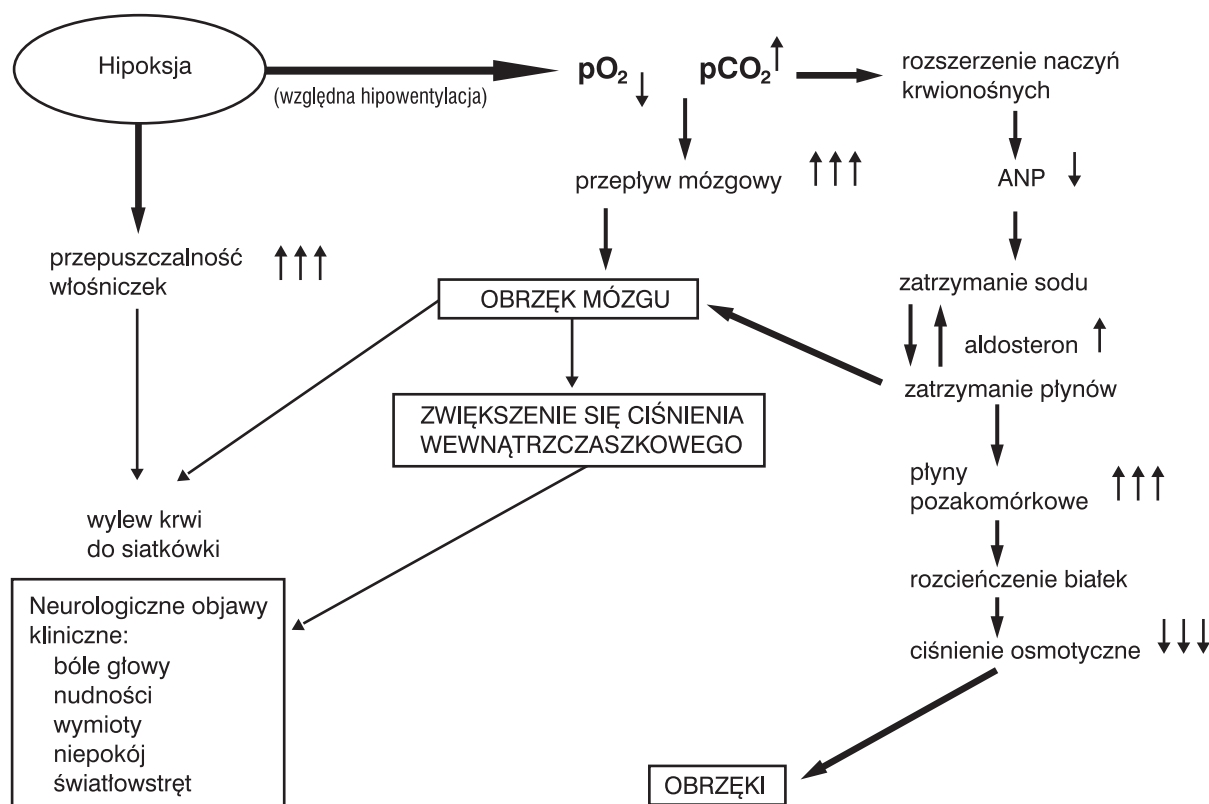 Hipoksja
(względna hipowentylacja)
pO₂
pCO₂
rozszerzenie naczyń
krwionośnych
przepływ mózgowy
ANP
przepuszczalność
włośniczek
OBRZĘK MÓZGU
zatrzymanie sodu
aldosteron
zatrzymanie płynów
ZWIĘKSZENIE SIĘ CIŚNIENIA
WEWNĄTRZCZASZKOWEGO
płyny
pozakomórkowe
wylew krwi
do siatkówki
rozcieńczenie białek
Neurologiczne objawy
kliniczne:
bóle głowy
nudności
wymioty
niepokój
światłowstręt
ciśnienie osmotyczne
OBRZĘKI